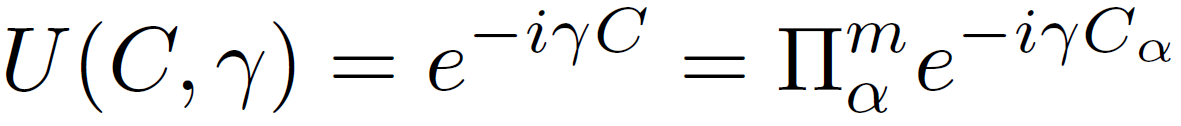 U(C, γ) = e^{-iγC} = Π_α^m e^{-iγC_α}